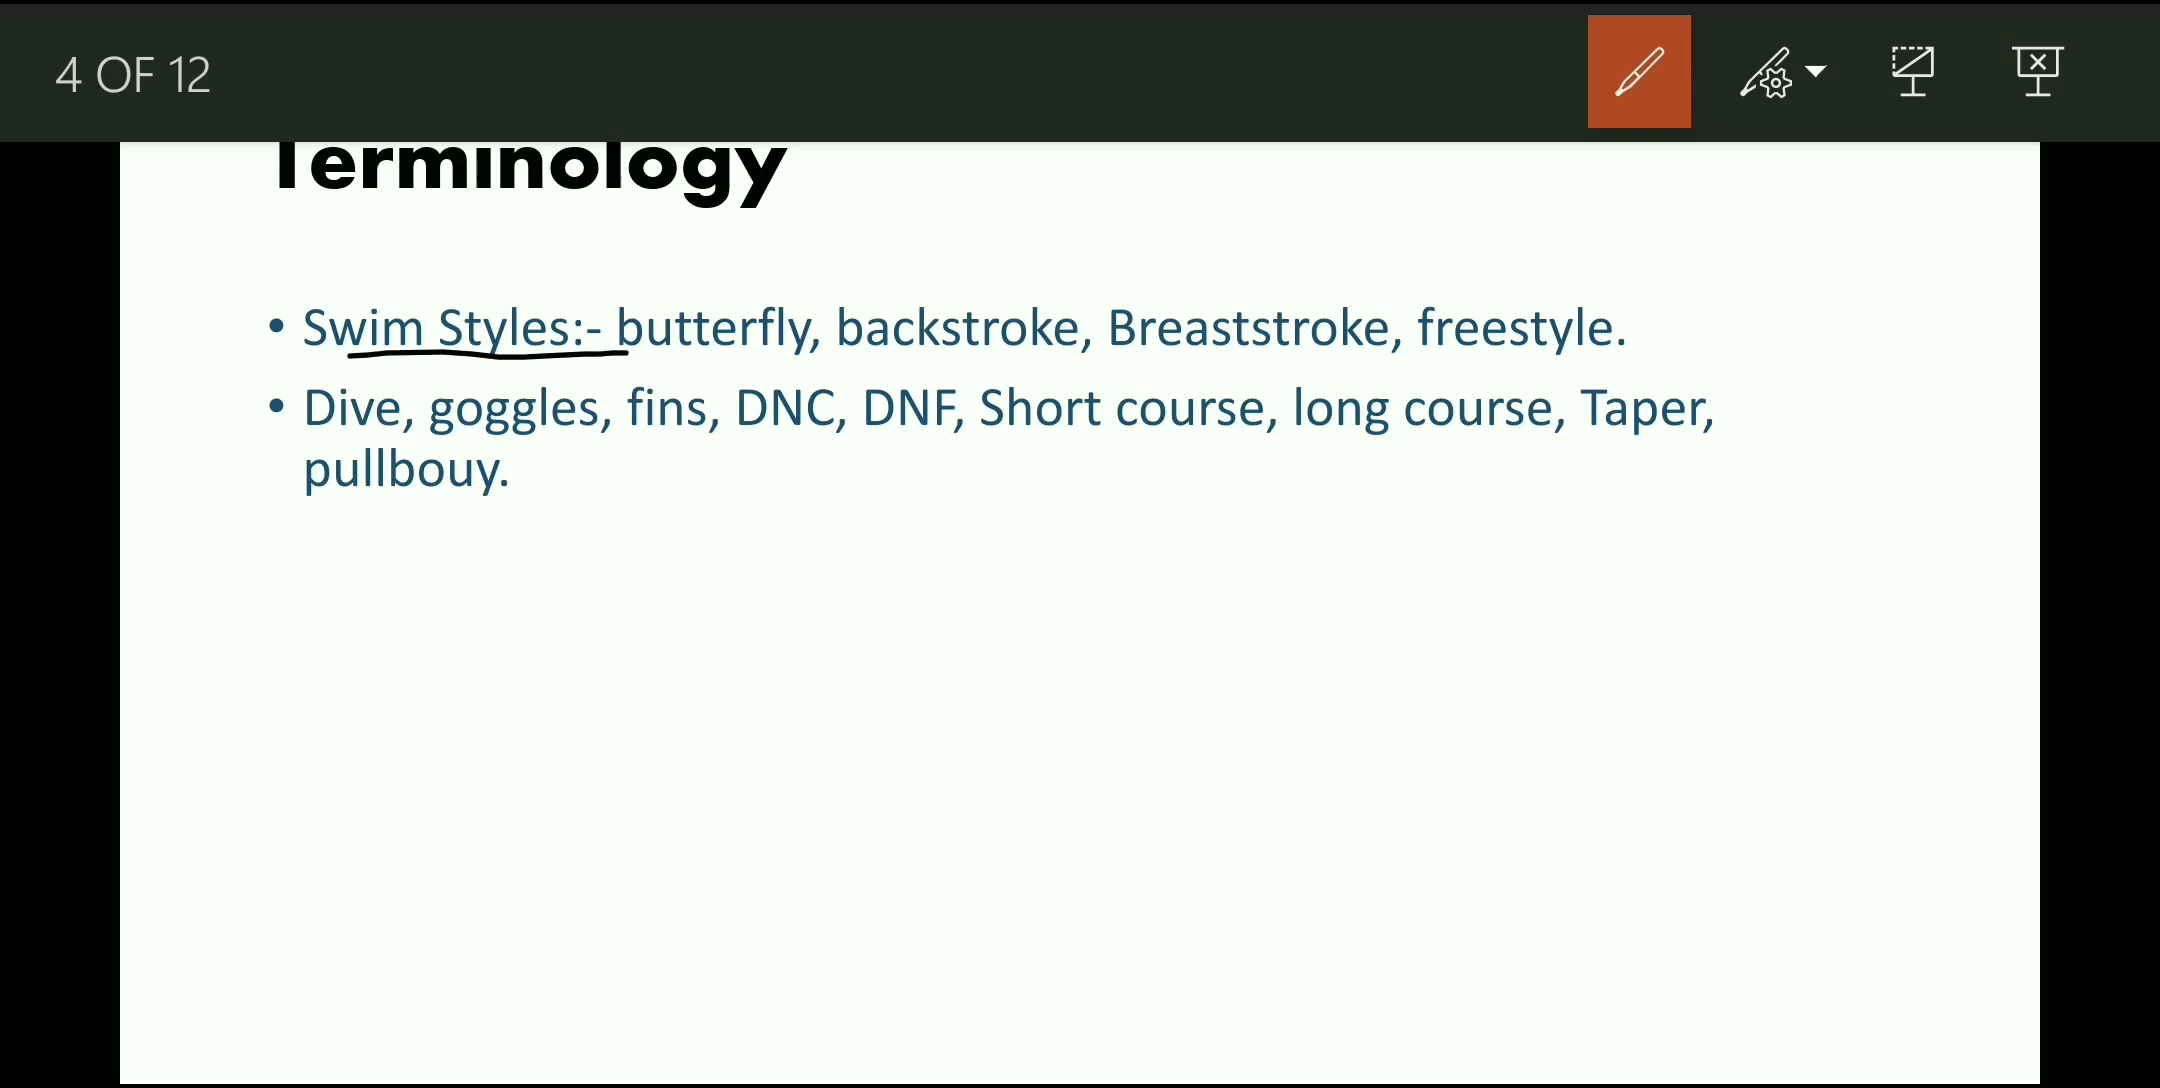 4 OF 12
Terminology
• Swim Styles:- butterfly, backstroke, Breaststroke, freestyle.
• Dive, goggles, fins, DNC, DNF, Short course, long course, Taper,
pullbouy.